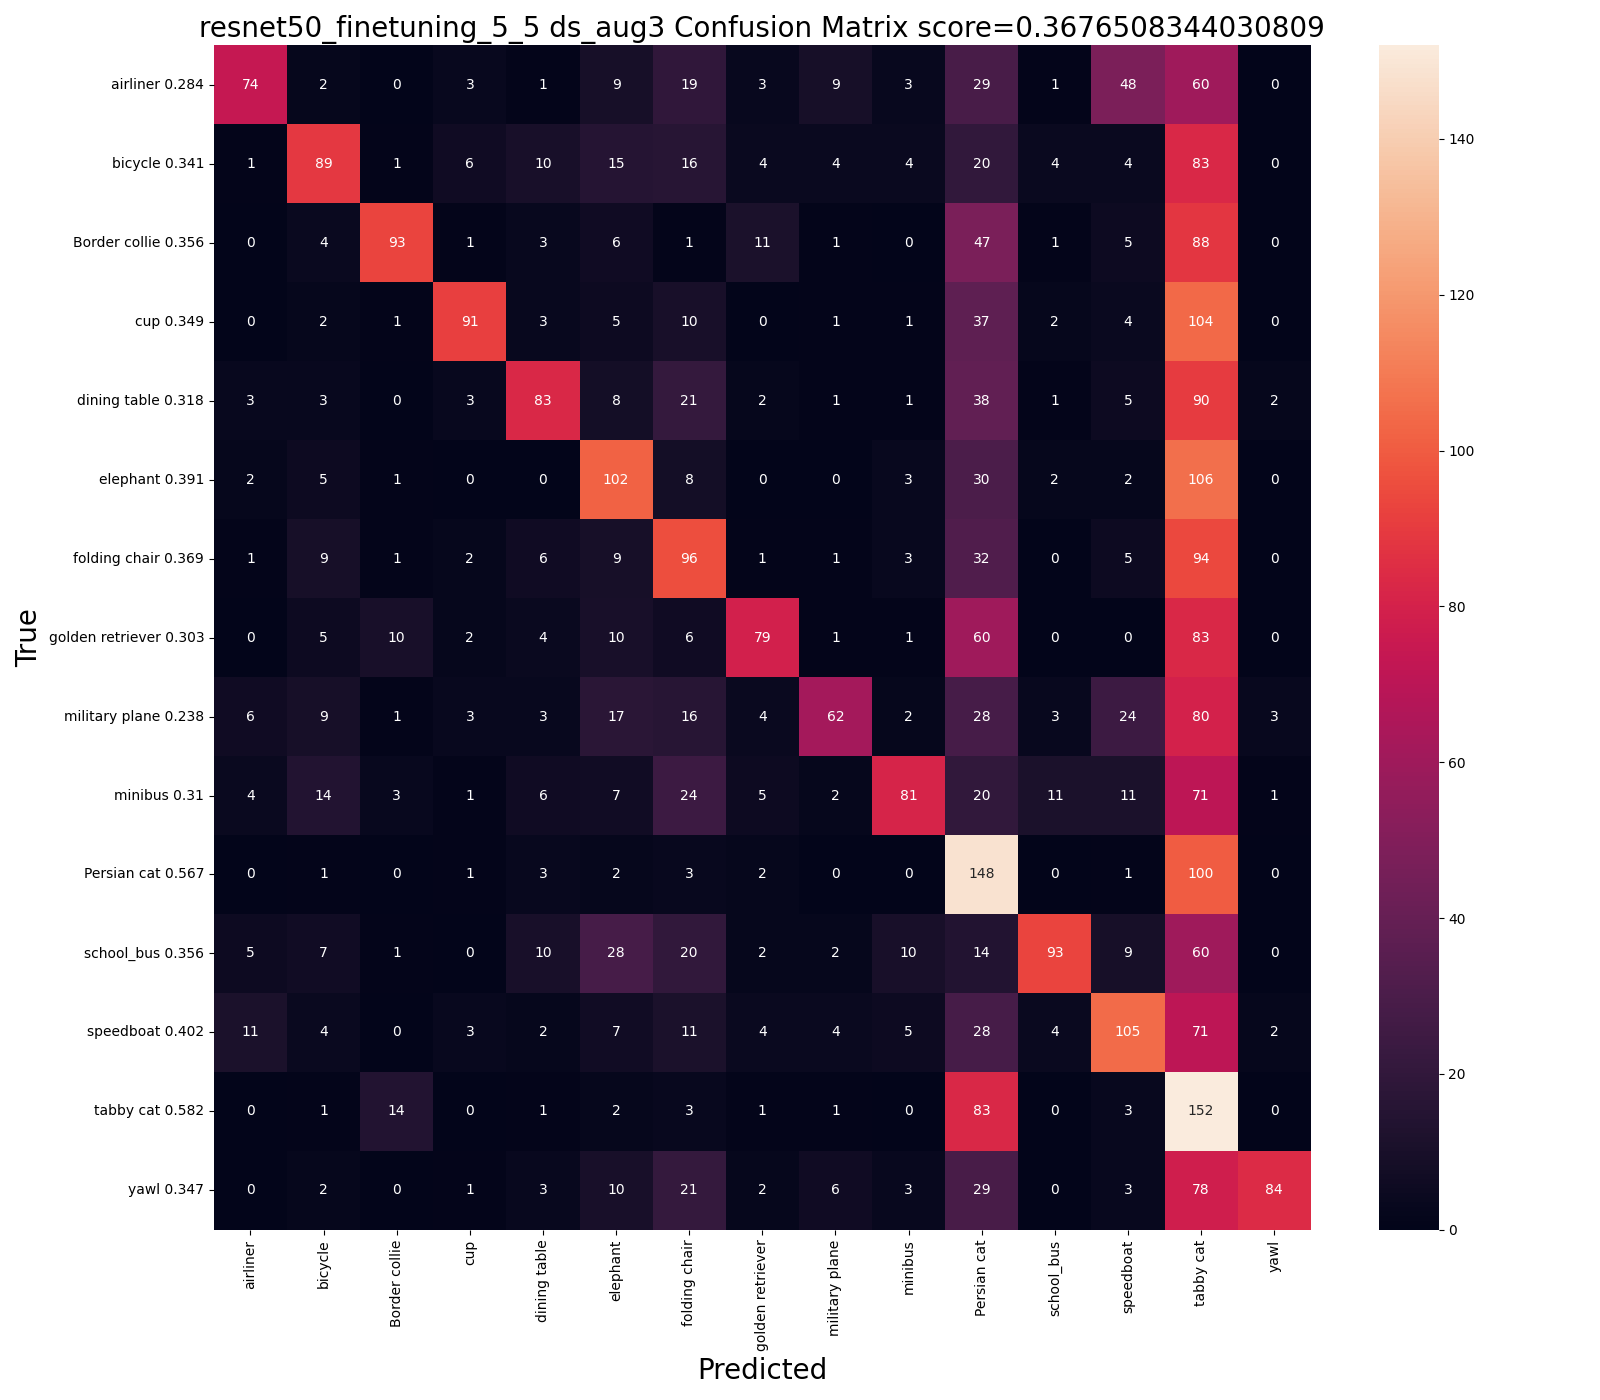 resnet50_finetuning_5_5 ds_aug3 Confusion Matrix score=0.3676508344030809
airliner 0.284 74 2 0 3 1 9 19 3 9 3 29 1 48 60 0
bicycle 0.341 1 89 1 6 10 15 16 4 4 4 20 4 4 83 0
Border collie 0.356 0 4 93 1 3 6 1 11 1 0 47 1 5 88 0
cup 0.349 0 2 1 91 3 5 10 0 1 1 37 2 4 104 0
dining table 0.318 3 3 0 3 83 8 21 2 1 1 38 1 5 90 2
elephant 0.391 2 5 1 0 0 102 8 0 0 3 30 2 2 106 0
folding chair 0.369 1 9 1 2 6 9 96 1 1 3 32 0 5 94 0
golden retriever 0.303 0 5 10 2 4 10 6 79 1 1 60 0 0 83 0
military plane 0.238 6 9 1 3 3 17 16 4 62 2 28 3 24 80 3
minibus 0.31 4 14 3 1 6 7 24 5 2 81 20 11 11 71 1
Persian cat 0.567 0 1 0 1 3 2 3 2 0 0 148 0 1 100 0
school_bus 0.356 5 7 1 0 10 28 20 2 2 10 14 93 9 60 0
speedboat 0.402 11 4 0 3 2 7 11 4 4 5 28 4 105 71 2
tabby cat 0.582 0 1 14 0 1 2 3 1 1 0 83 0 3 152 0
yawl 0.347 0 2 0 1 3 10 21 2 6 3 29 0 3 78 84
True
airliner
bicycle
Border collie
cup
dining table
elephant
folding chair
golden retriever
military plane
minibus
Persian cat
school_bus
speedboat
tabby cat
yawl
Predicted
140
120
100
80
60
40
20
0